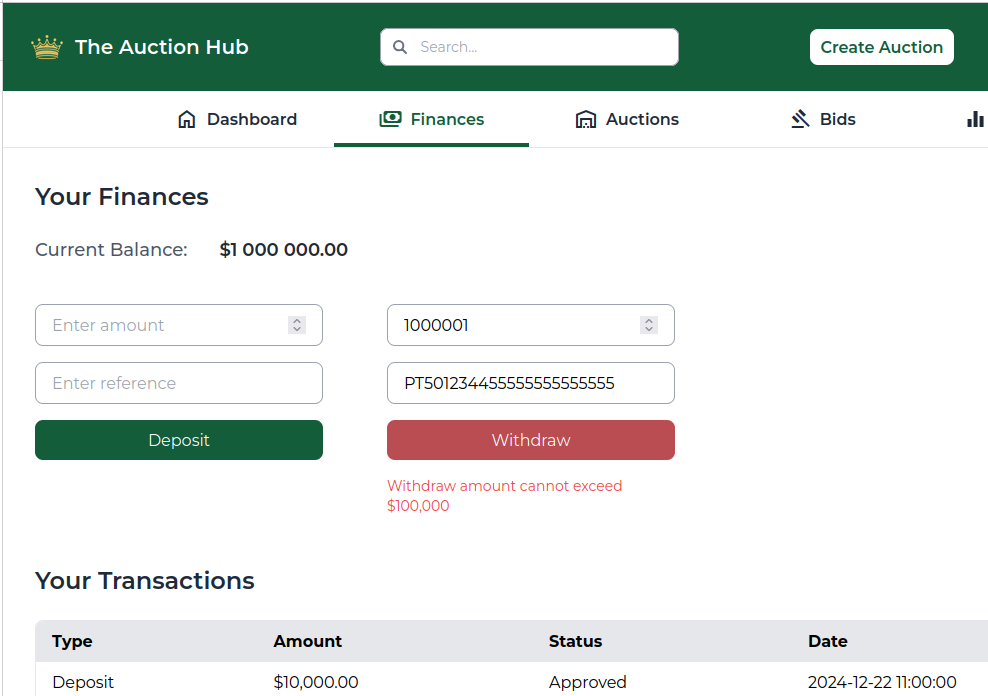 The Auction Hub
Search...
Create Auction
Dashboard
Finances
Auctions
Bids
Your Finances
Current Balance: $1 000 000.00
Enter amount
1000001
Enter reference
PT501234455555555555555
Deposit
Withdraw
Withdraw amount cannot exceed
$100,000
Your Transactions
Type Amount Status Date
Deposit $10,000.00 Approved 2024-12-22 11:00:00